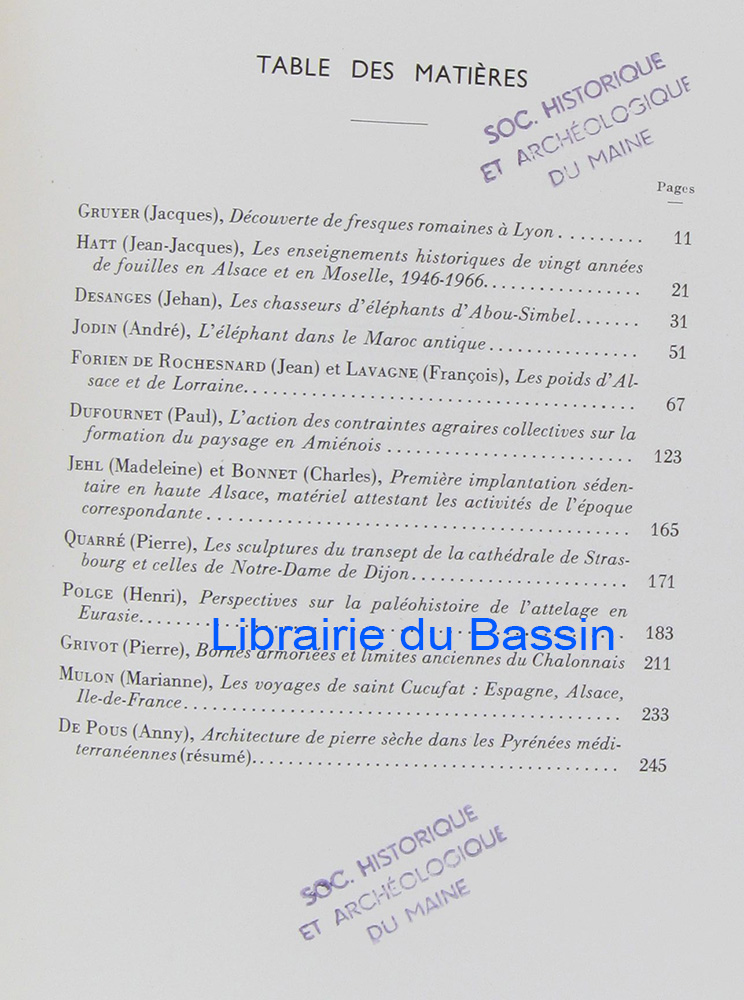 TABLE DES MATIÈRES
SOC. HISTORIQUE
ET ARCHÉOLOGIQUE
DU MAINE
Pages
GRUYER (Jacques), Découverte de fresques romaines à Lyon ......... 11
HATT (Jean-Jacques), Les enseignements historiques de vingt années
de fouilles en Alsace et en Moselle, 1946-1966................. 21
DESANGES (Jehan), Les chasseurs d'éléphants d'Abou-Simbel....... 31
JODIN (André), L'éléphant dans le Maroc antique ................ 51
FORIEN DE ROCHESNARD (Jean) et LAVAGNE (François), Les poids d'Al-
sace et de Lorraine.......................................... 67
DUFOURNET (Paul), L'action des contraintes agraires collectives sur la
formation du paysage en Amiénois .......................... 123
JEHL (Madeleine) et BONNET (Charles), Première implantation séden-
taire en haute Alsace, matériel attestant les activités de l'époque
correspondante ............................................. 165
QUARRÉ (Pierre), Les sculptures du transept de la cathédrale de Stras-
bourg et celles de Notre-Dame de Dijon....................... 171
POLGE (Henri), Perspectives sur la paléohistoire de l'attelage en
Eurasie..................................................... 183
Librairie du Bassin
GRIVOT (Pierre), Bornes armoriées et limites anciennes du Chalonnais 211
MULON (Marianne), Les voyages de saint Cucufat : Espagne, Alsace,
Ile-de-France............................................... 233
DE POUS (Anny), Architecture de pierre sèche dans les Pyrénées médi-
terranéennes (résumé)....................................... 245
SOC. HISTORIQUE
ET ARCHÉOLOGIQUE
DU MAINE